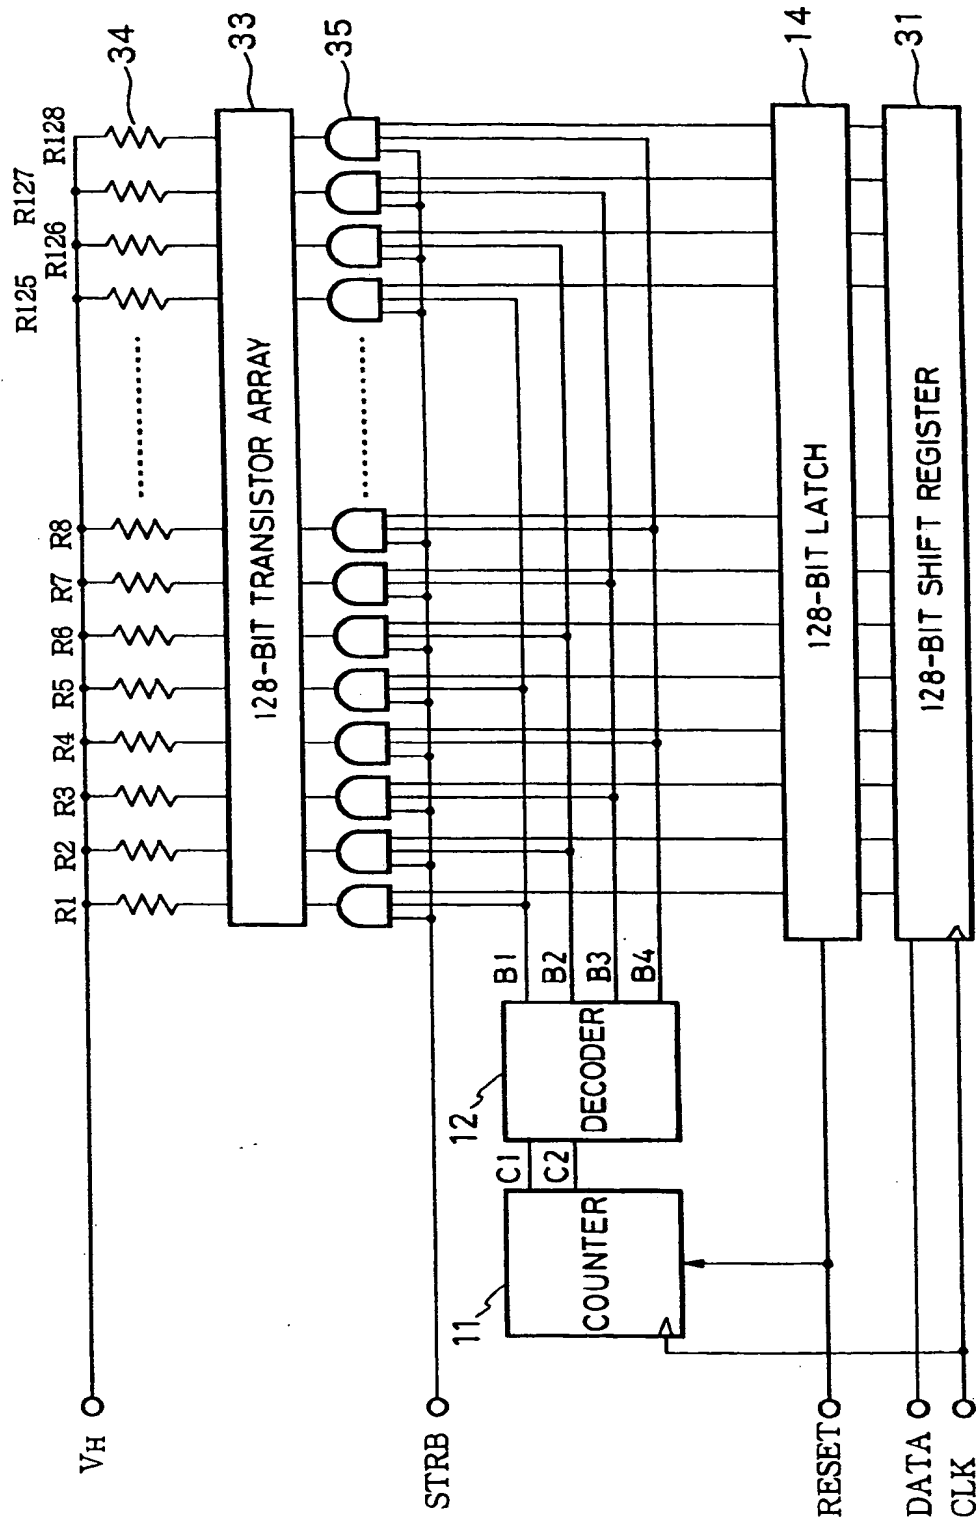 VH
R1
R2
R3
R4
R5
R6
R7
R8
R125
R126
R127
R128
34
128-BIT TRANSISTOR ARRAY
33
35
STRB
11
COUNTER
C1
C2
12
DECODER
B1
B2
B3
B4
RESET
128-BIT LATCH
14
DATA
CLK
128-BIT SHIFT REGISTER
31